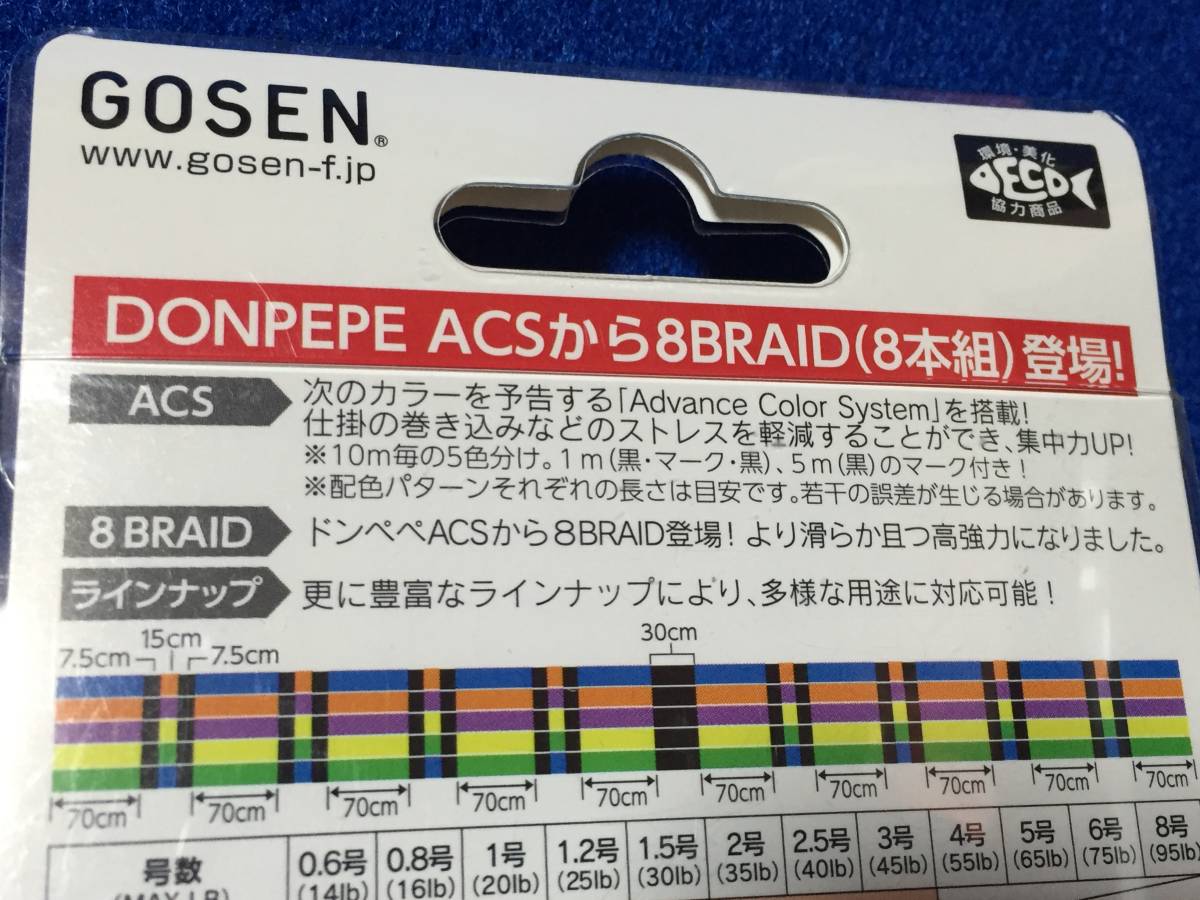 GOSEN®
www.gosen-f.jp
環境・美化
DECO
協力商品
DONPEPE ACSから8BRAID(8本組)登場!
ACS
次のカラーを予告する「Advance Color System」を搭載!
仕掛の巻き込みなどのストレスを軽減することができ、集中力UP!
※10m毎の5色分け。1m(黒・マーク・黒)、5m(黒)のマーク付き!
※配色パターンそれぞれの長さは目安です。若干の誤差が生じる場合があります。
8 BRAID
ドンペペACSから8BRAID登場! より滑らか且つ高強力になりました。
ラインナップ
更に豊富なラインナップにより、多様な用途に対応可能!
7.5cm 15cm 7.5cm 30cm
70cm 70cm 70cm 70cm 70cm 70cm 70cm 70cm 70cm 70cm
号数 0.6号 0.8号 1号 1.2号 1.5号 2号 2.5号 3号 4号 5号 6号 8号
(MAX LB) (14lb) (16lb) (20lb) (25lb) (30lb) (35lb) (40lb) (45lb) (55lb) (65lb) (75lb) (95lb)